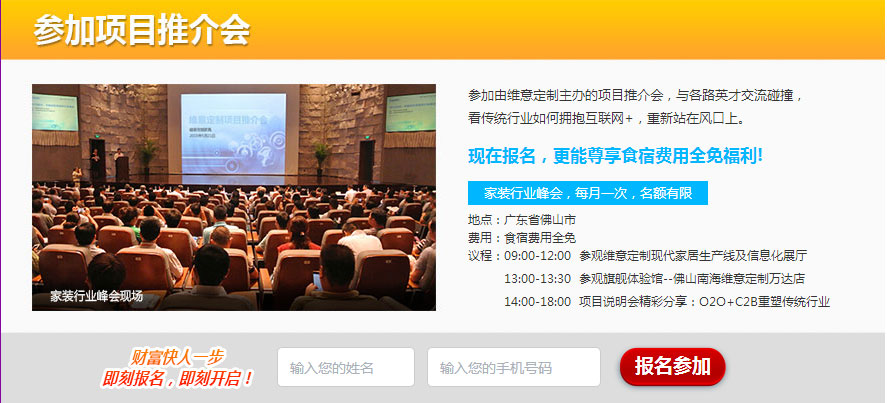 参加项目推介会
维意定制项目推介会
家装行业峰会现场
参加由维意定制主办的项目推介会，与各路英才交流碰撞，
看传统行业如何拥抱互联网+，重新站在风口上。
现在报名，更能尊享食宿费用全免福利!
家装行业峰会，每月一次，名额有限
地点：广东省佛山市
费用：食宿费用全免
议程：09:00-12:00 参观维意定制现代家居生产线及信息化展厅
13:00-13:30 参观旗舰体验馆--佛山南海维意定制万达店
14:00-18:00 项目说明会精彩分享：O2O+C2B重塑传统行业
财富快人一步
即刻报名，即刻开启！
输入您的姓名
输入您的手机号码
报名参加